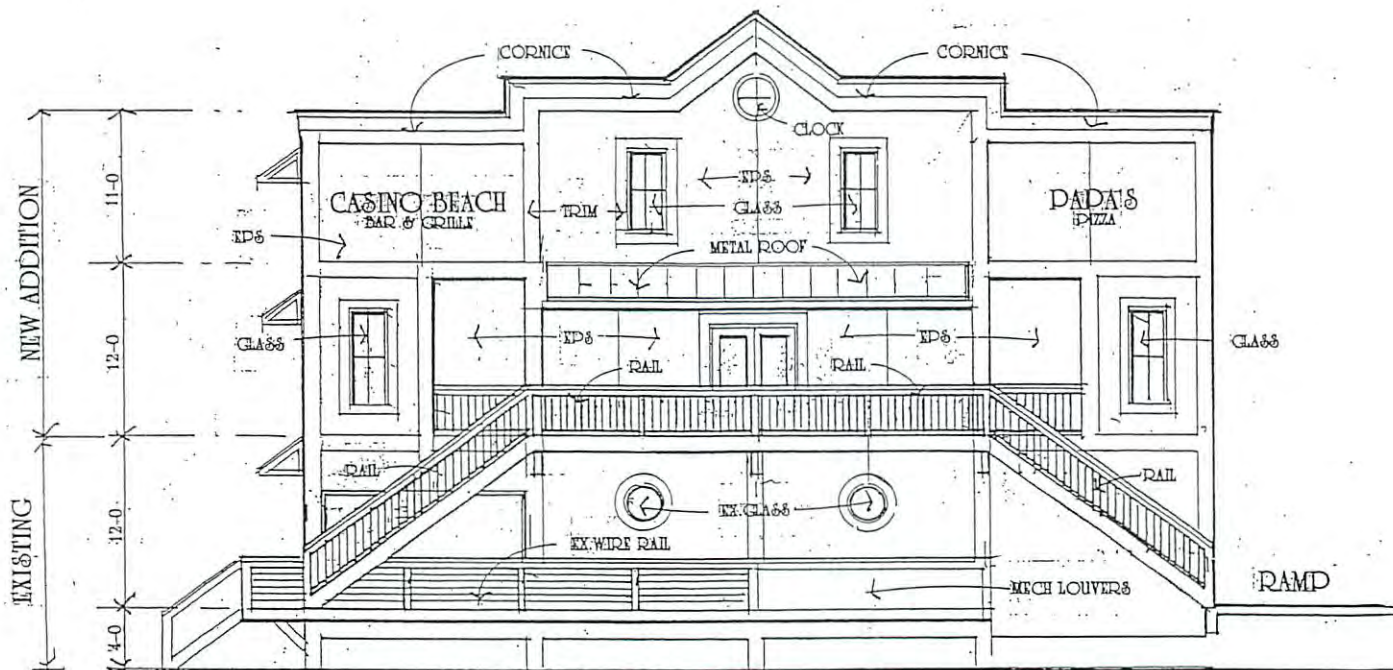 CORNICE
CORNICE
CLOCK
NEW ADDITION
11-0
CASINO BEACH
BAR & GRILLE
EPS
TRIM
EPS
GLASS
PAPA'S
PIZZA
METAL ROOF
12-0
GLASS
EPS
EPS
GLASS
RAIL
RAIL
EXISTING
12-0
RAIL
RAIL
EX. GLASS
EX. WIRE RAIL
MECH LOUVERS
RAMP
4-0